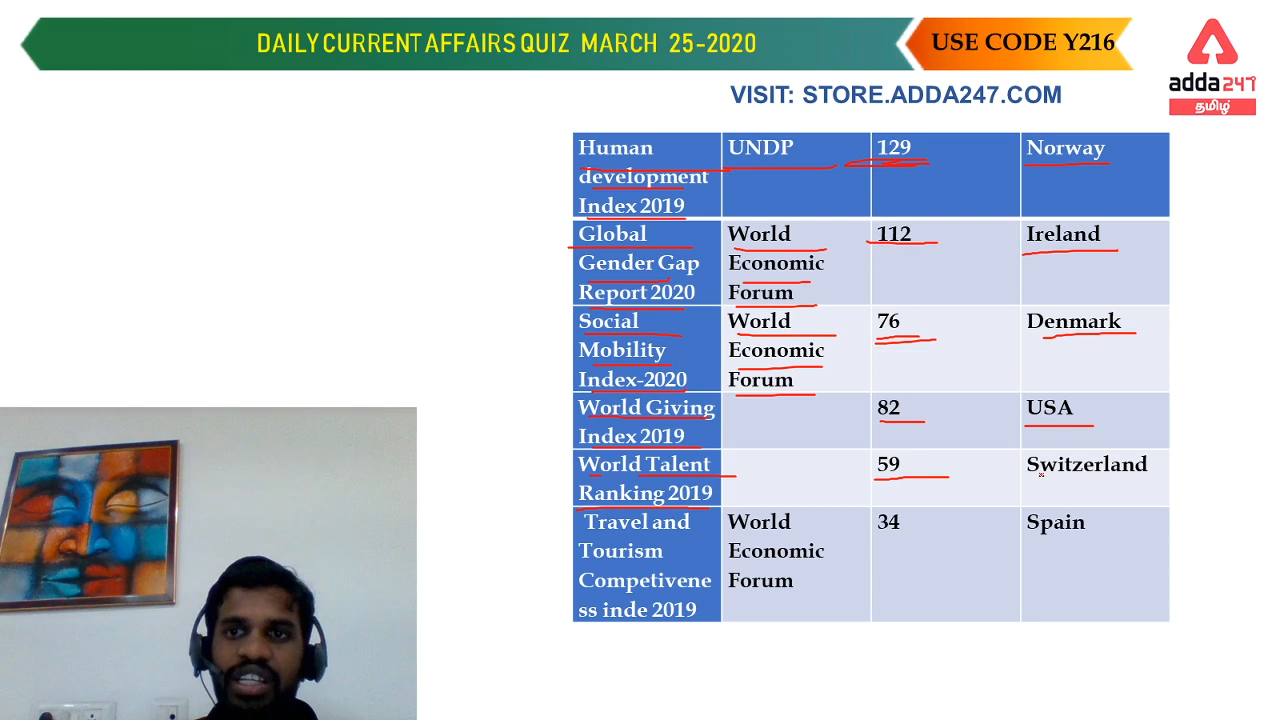 DAILY CURRENT AFFAIRS QUIZ MARCH 25-2020
USE CODE Y216
adda247
தமிழ்
VISIT: STORE.ADDA247.COM
Human UNDP 129 Norway
development
Index 2019
Global World 112 Ireland
Gender Gap Economic
Report 2020 Forum
Social World 76 Denmark
Mobility Economic
Index-2020 Forum
World Giving 82 USA
Index 2019
World Talent 59 Switzerland
Ranking 2019
Travel and World 34 Spain
Tourism Economic
Competivene Forum
ss inde 2019